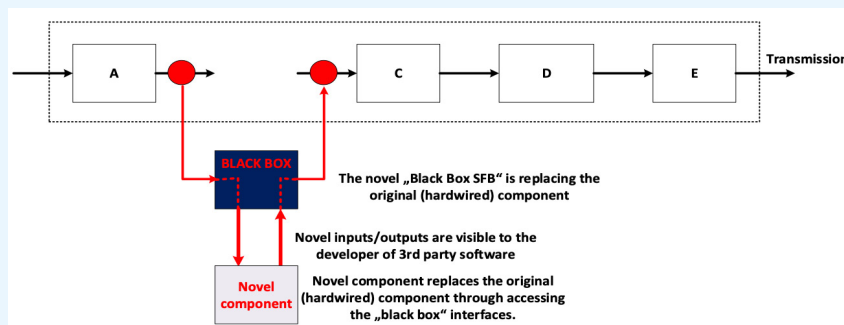 A
C
D
E
Transmission
BLACK BOX
The novel „Black Box SFB“ is replacing the
original (hardwired) component
Novel inputs/outputs are visible to the
developer of 3rd party software
Novel
component
Novel component replaces the original
(hardwired) component through accessing
the „black box“ interfaces.